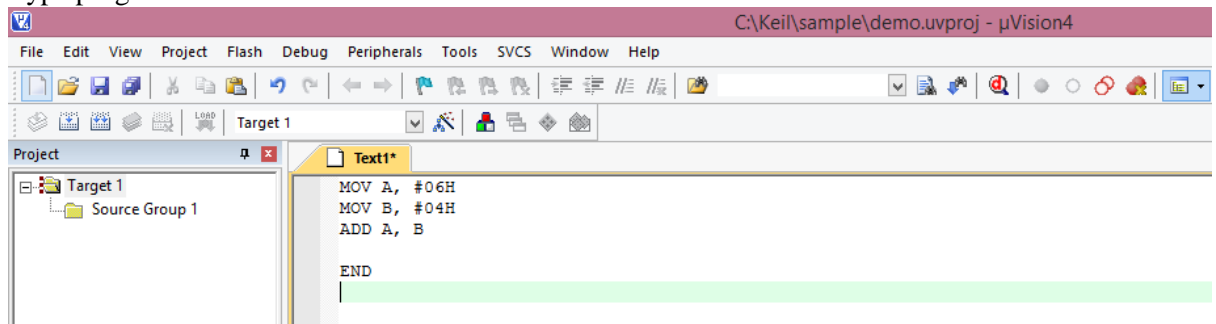 C:\Keil\sample\demo.uvproj - µVision4
File Edit View Project Flash Debug Peripherals Tools SVCS Window Help
LOAD Target 1
Project
Text1*
Target 1
Source Group 1
MOV A, #06H
MOV B, #04H
ADD A, B
END